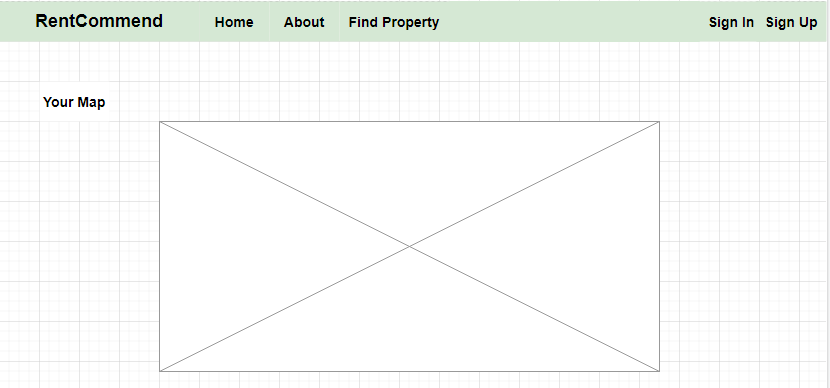 RentCommend Home About Find Property Sign In Sign Up
Your Map